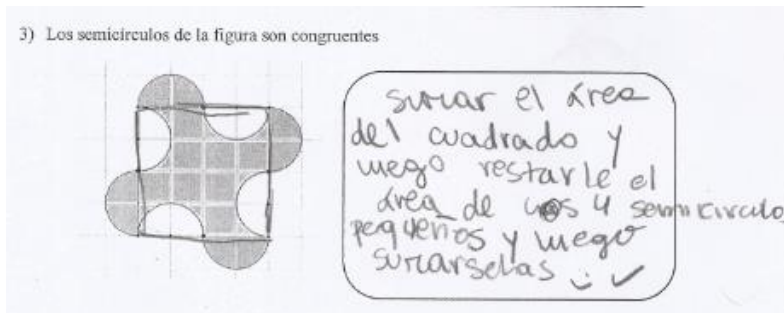 3) Los semicírculos de la figura son congruentes
sumar el área
del cuadrado y
luego restarle el
área de los 4 semicirculos
pequeños y luego
sumarselas